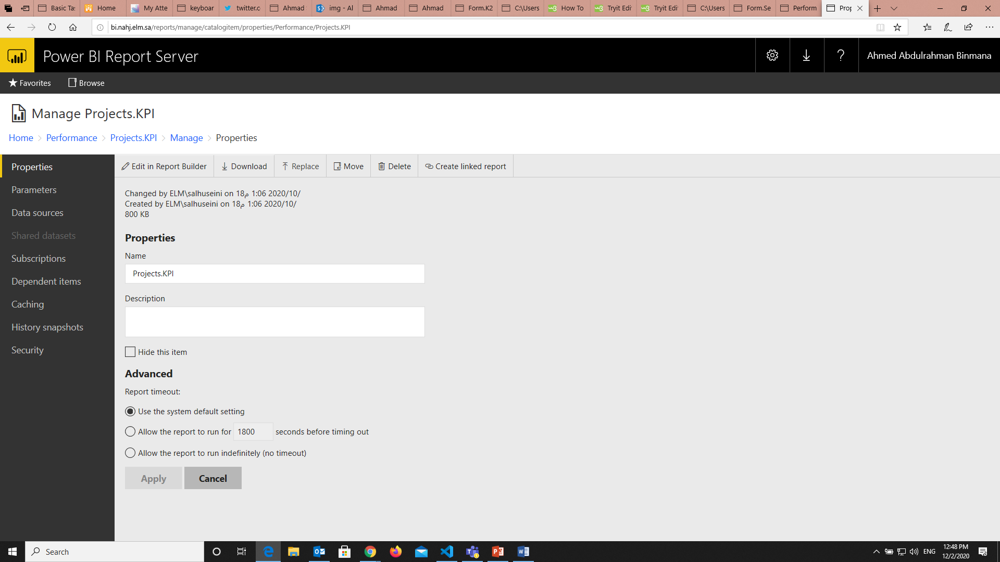 Basic Ta
Home
My Atte
keyboar
twitter.c
Ahmad
img - Al
Ahmad
Ahmad
Form.K2
C:\Users
How To
Tryit Edi
Tryit Edi
C:\Users
Form.Se
Perform
Prop
bi.nahj.elm.sa/reports/manage/catalogitem/properties/Performance/Projects.KPI
Power BI Report Server
Ahmed Abdulrahman Binmana
Favorites
Browse
Manage Projects.KPI
Home > Performance > Projects.KPI > Manage > Properties
Properties
Parameters
Data sources
Shared datasets
Subscriptions
Dependent items
Caching
History snapshots
Security
Edit in Report Builder
Download
Replace
Move
Delete
Create linked report
Changed by ELM\salhuseini on 18م 1:06 2020/10/
Created by ELM\salhuseini on 18م 1:06 2020/10/
800 KB
Properties
Name
Projects.KPI
Description
Hide this item
Advanced
Report timeout:
Use the system default setting
Allow the report to run for 1800 seconds before timing out
Allow the report to run indefinitely (no timeout)
Apply
Cancel
Search
ENG
12:48 PM
12/2/2020